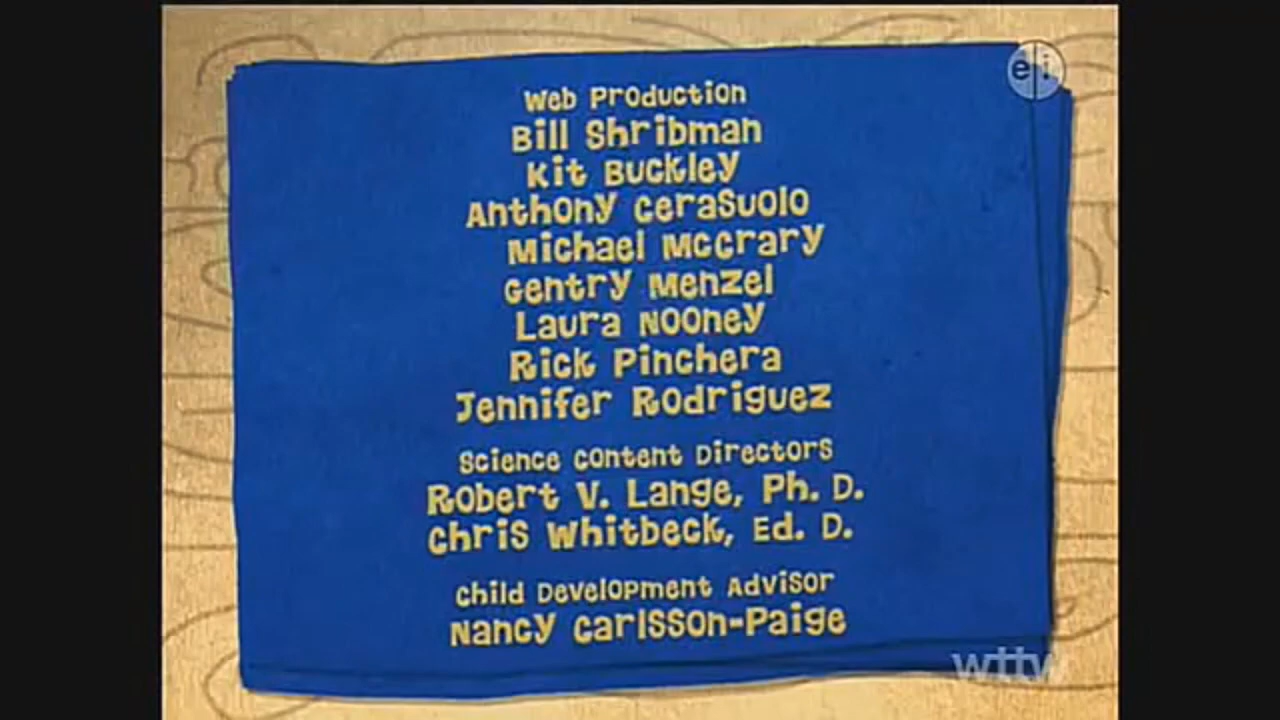 e i
Web Production
Bill Shribman
Kit Buckley
Anthony Cerasuolo
Michael McCrary
Gentry Menzel
Laura Nooney
Rick Pinchera
Jennifer Rodriguez
Science Content Directors
Robert V. Lange, Ph. D.
Chris Whitbeck, Ed. D.
Child Development Advisor
Nancy Carlsson-Paige
wttw